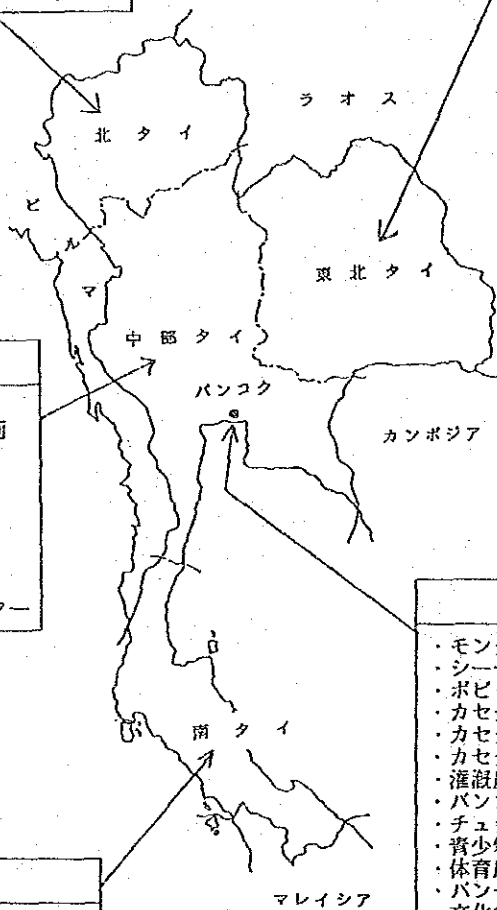 ラオス
北タイ
ビルマ
東北タイ
中部タイ
バンコク
カンボジア
南タイ
マレイシア
・モン
・シー
・ポピ
・カセ
・カセ
・カセ
・灌漑
・バン
・チュ
・青少
・体育
・バン